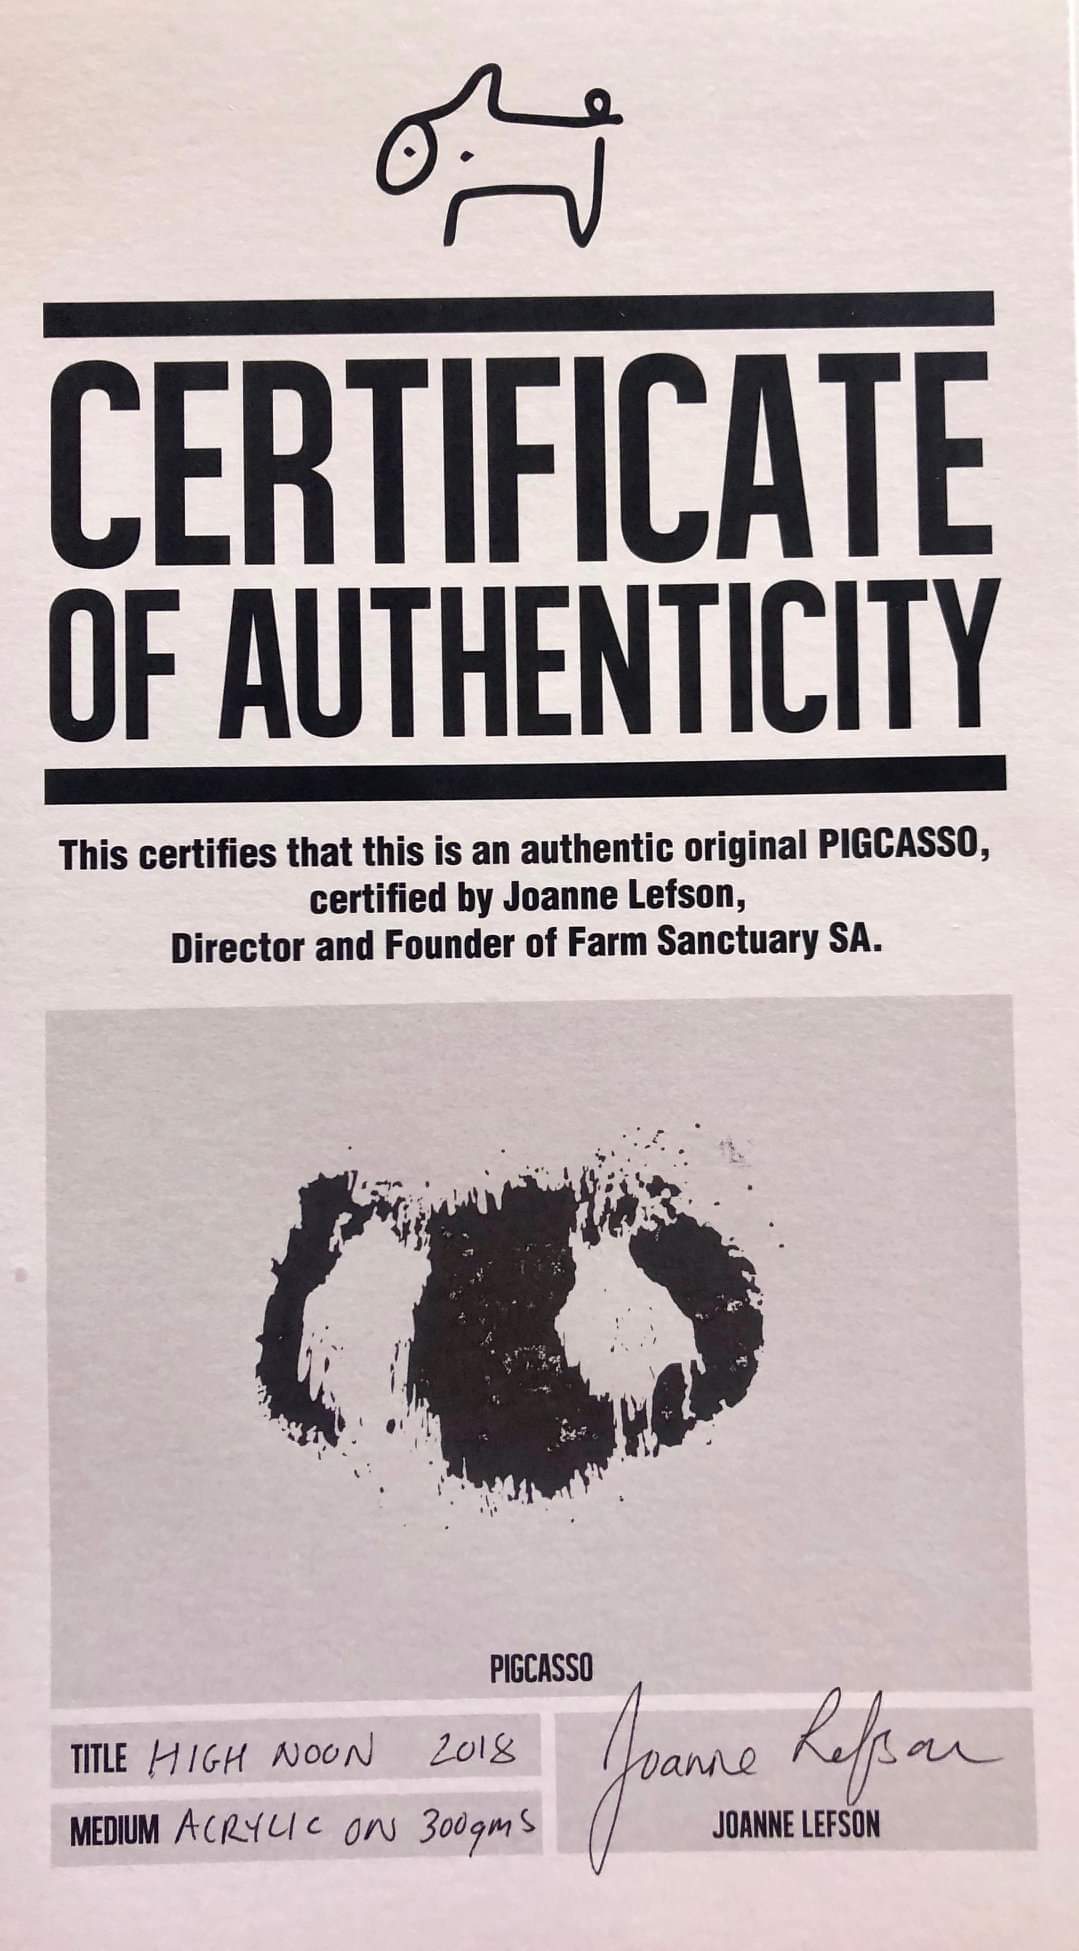 CERTIFICATE
OF AUTHENTICITY
This certifies that this is an authentic original PIGCASSO,
certified by Joanne Lefson,
Director and Founder of Farm Sanctuary SA.
PIGCASSO
TITLE HIGH NOON 2018
MEDIUM ACRYLIC ON 300gms
Joanne Lefson
JOANNE LEFSON